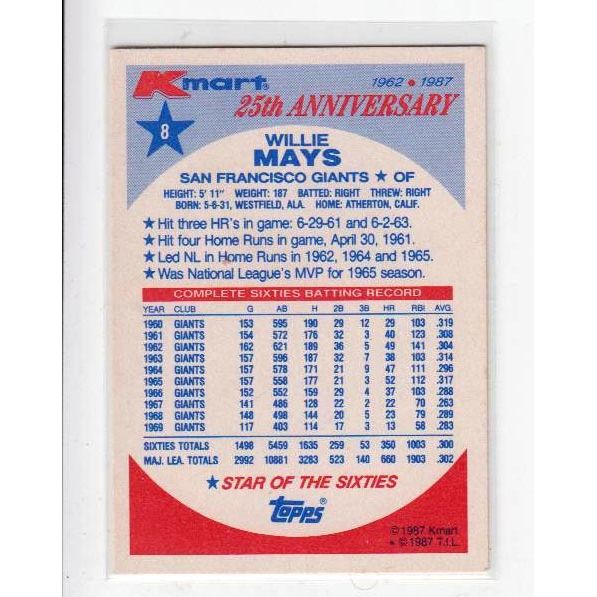 Kmart® 1962 • 1987
25th ANNIVERSARY
8
WILLIE
MAYS
SAN FRANCISCO GIANTS ★ OF
HEIGHT: 5' 11" WEIGHT: 187 BATTED: RIGHT THREW: RIGHT
BORN: 5-6-31, WESTFIELD, ALA. HOME: ATHERTON, CALIF.
★ Hit three HR's in game: 6-29-61 and 6-2-63.
★ Hit four Home Runs in game, April 30, 1961.
★ Led NL in Home Runs in 1962, 1964 and 1965.
★ Was National League's MVP for 1965 season.
COMPLETE SIXTIES BATTING RECORD
YEAR CLUB G AB H 2B 3B HR RBI AVG.
1960 GIANTS 153 595 190 29 12 29 103 .319
1961 GIANTS 154 572 176 32 3 40 123 .308
1962 GIANTS 162 621 189 36 5 49 141 .304
1963 GIANTS 157 596 187 32 7 38 103 .314
1964 GIANTS 157 578 171 21 9 47 111 .296
1965 GIANTS 157 558 177 21 3 52 112 .317
1966 GIANTS 152 552 159 29 4 37 103 .288
1967 GIANTS 141 486 128 22 2 22 70 .263
1968 GIANTS 148 498 144 20 5 23 79 .289
1969 GIANTS 117 403 114 17 3 13 58 .283
SIXTIES TOTALS 1498 5459 1635 259 53 350 1003 .300
MAJ. LEA. TOTALS 2992 10881 3283 523 140 660 1903 .302
★ STAR OF THE SIXTIES
topps®
© 1987 Kmart
★ © 1987 T.I.L.